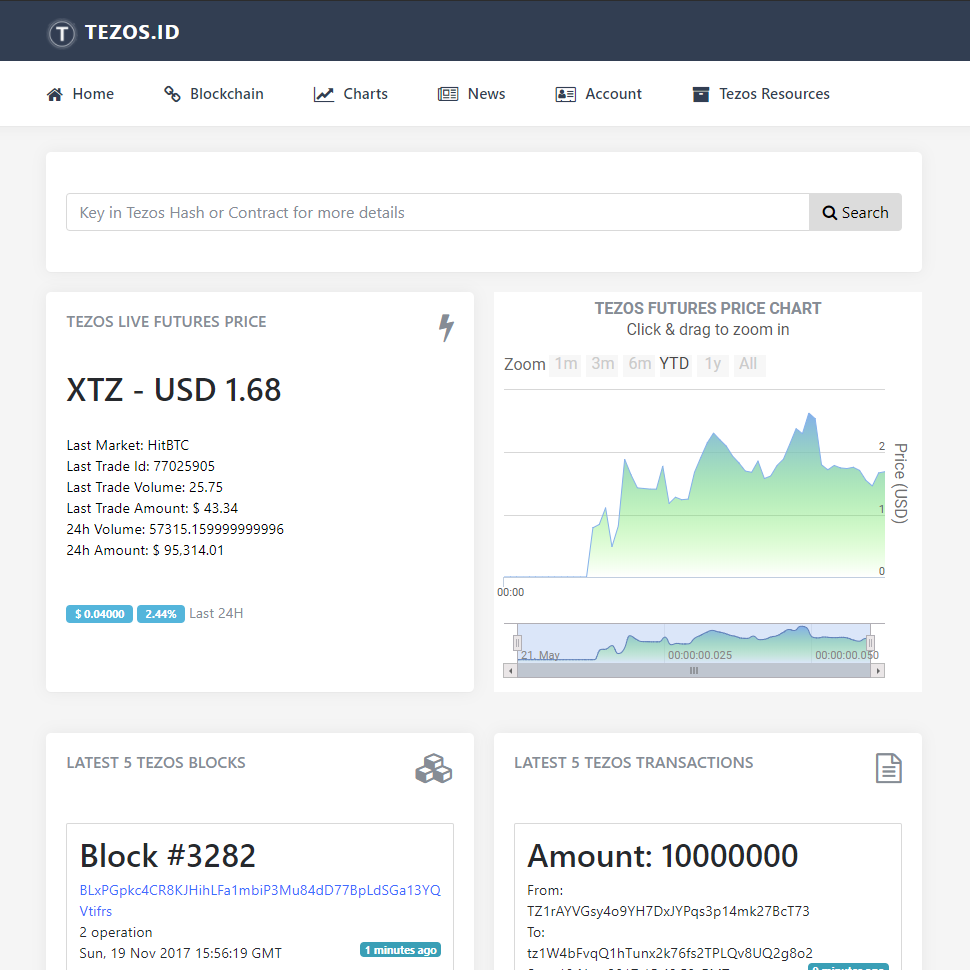 T TEZOS.ID
Home Blockchain Charts News Account Tezos Resources
Key in Tezos Hash or Contract for more details Search
TEZOS LIVE FUTURES PRICE
XTZ - USD 1.68
Last Market: HitBTC
Last Trade Id: 77025905
Last Trade Volume: 25.75
Last Trade Amount: $ 43.34
24h Volume: 57315.159999999996
24h Amount: $ 95,314.01
$ 0.04000 2.44% Last 24H
TEZOS FUTURES PRICE CHART
Click & drag to zoom in
Zoom 1m 3m 6m YTD 1y All
2
1
0
Price (USD)
00:00
21. May 00:00:00.025 00:00:00.050
LATEST 5 TEZOS BLOCKS
Block #3282
BLxPGpkc4CR8KJHihLFa1mbiP3Mu84dD77BpLdSGa13YQ
Vtifrs
2 operation
Sun, 19 Nov 2017 15:56:19 GMT 1 minutes ago
LATEST 5 TEZOS TRANSACTIONS
Amount: 10000000
From:
TZ1rAYVGsy4o9YH7DxJYPqs3p14mk27BcT73
To:
tz1W4bFvqQ1hTunx2k76fs2TPLQv8UQ2g8o2